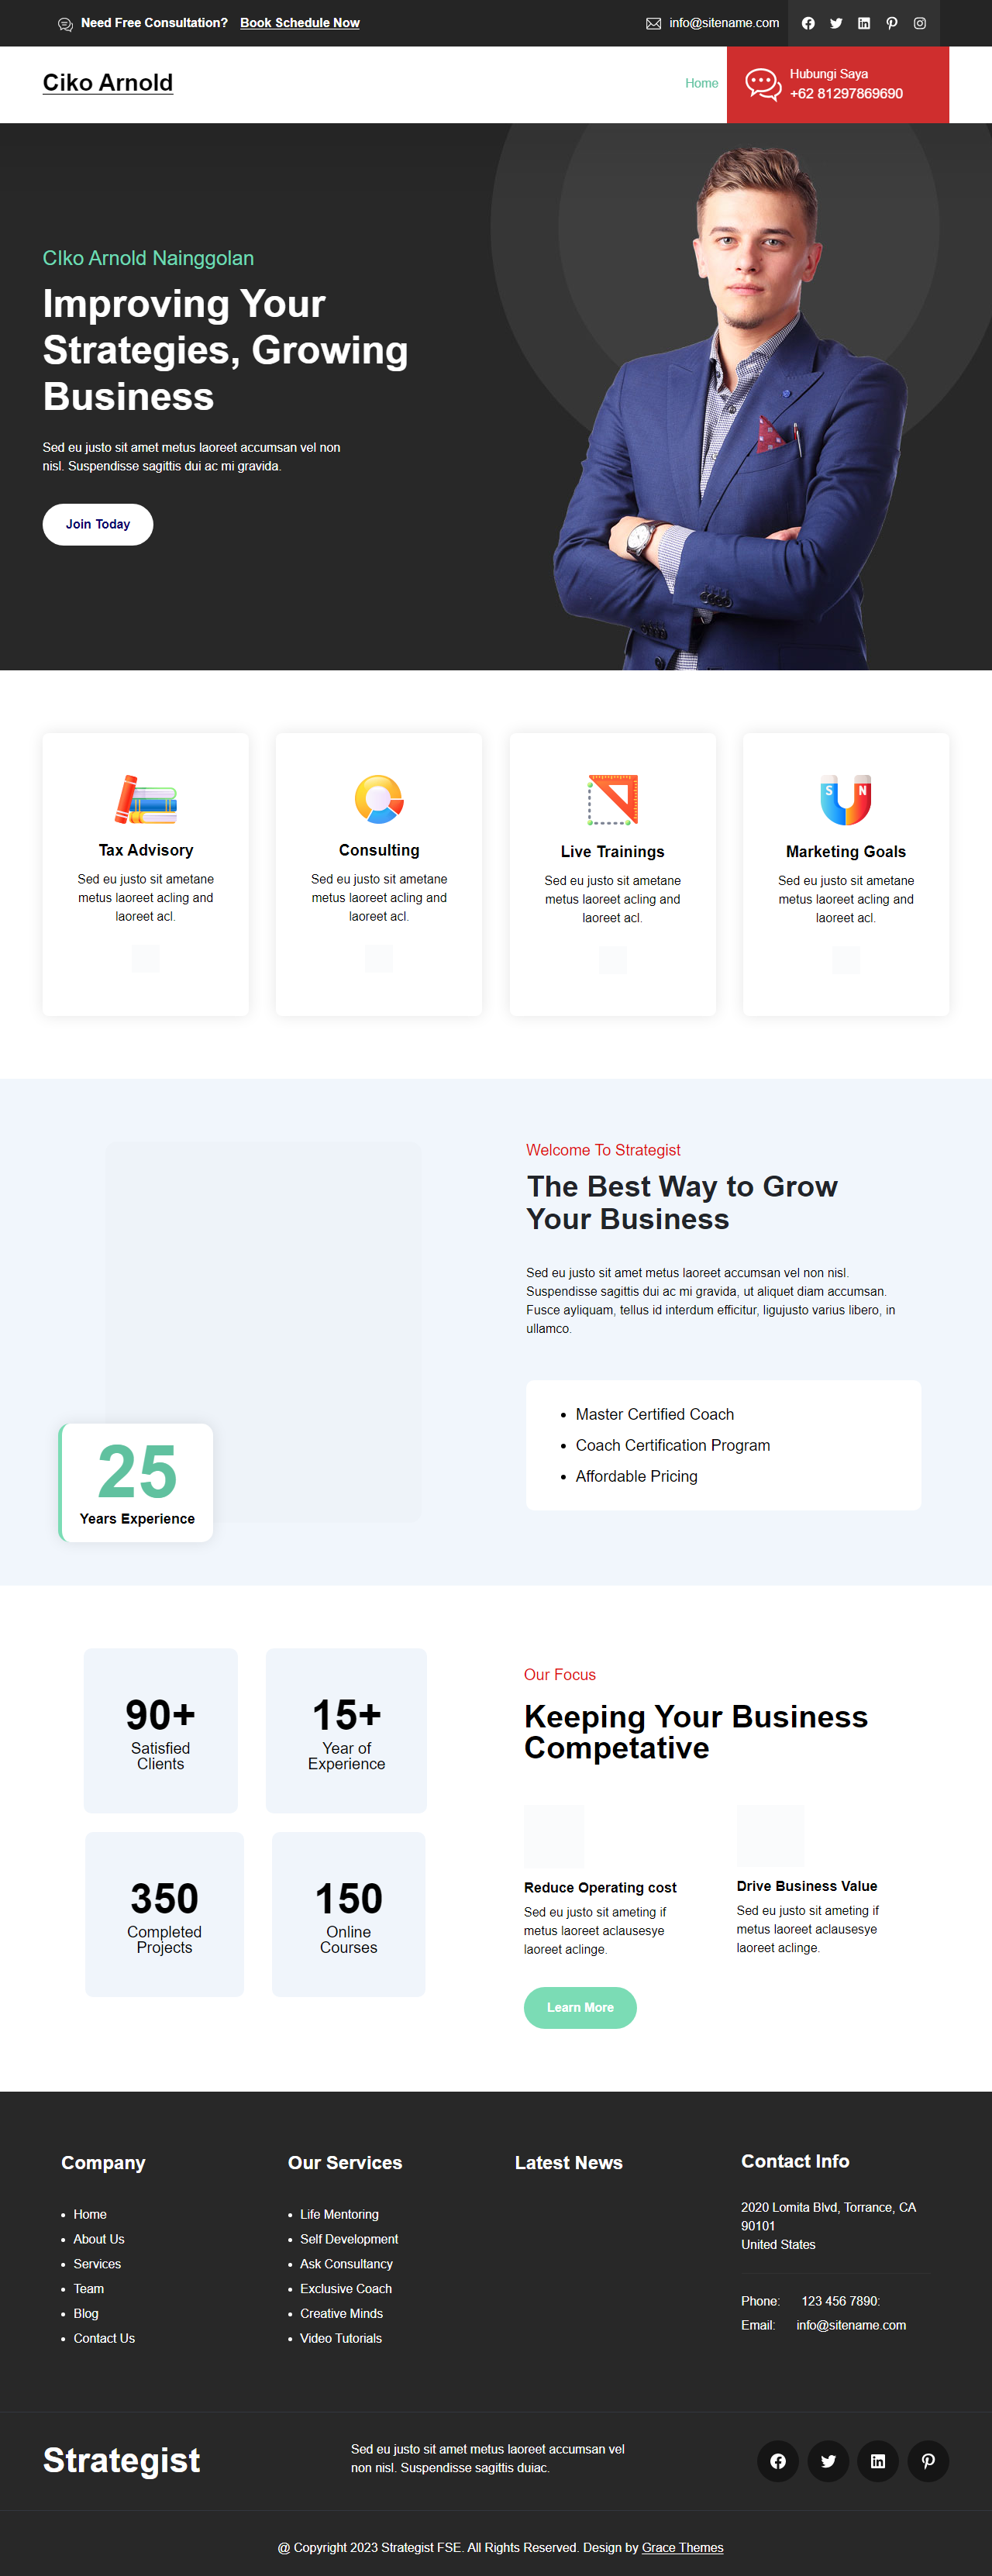 Need Free Consultation? Book Schedule Now
info@sitename.com
Ciko Arnold
Home
Hubungi Saya
+62 81297869690
CIko Arnold Nainggolan
Improving Your
Strategies, Growing
Business
Sed eu justo sit amet metus laoreet accumsan vel non
nisl. Suspendisse sagittis dui ac mi gravida.
Join Today
Tax Advisory
Sed eu justo sit ametane
metus laoreet acling and
laoreet acl.
Consulting
Sed eu justo sit ametane
metus laoreet acling and
laoreet acl.
Live Trainings
Sed eu justo sit ametane
metus laoreet acling and
laoreet acl.
S N
Marketing Goals
Sed eu justo sit ametane
metus laoreet acling and
laoreet acl.
25
Years Experience
Welcome To Strategist
The Best Way to Grow
Your Business
Sed eu justo sit amet metus laoreet accumsan vel non nisl.
Suspendisse sagittis dui ac mi gravida, ut aliquet diam accumsan.
Fusce ayliquam, tellus id interdum efficitur, ligujusto varius libero, in
ullamco.
• Master Certified Coach
• Coach Certification Program
• Affordable Pricing
90+
Satisfied
Clients
15+
Year of
Experience
350
Completed
Projects
150
Online
Courses
Our Focus
Keeping Your Business
Competative
Reduce Operating cost
Sed eu justo sit ameting if
metus laoreet aclausesye
laoreet aclinge.
Drive Business Value
Sed eu justo sit ameting if
metus laoreet aclausesye
laoreet aclinge.
Learn More
Company
• Home
• About Us
• Services
• Team
• Blog
• Contact Us
Our Services
• Life Mentoring
• Self Development
• Ask Consultancy
• Exclusive Coach
• Creative Minds
• Video Tutorials
Latest News
Contact Info
2020 Lomita Blvd, Torrance, CA
90101
United States
Phone: 123 456 7890:
Email: info@sitename.com
Strategist
Sed eu justo sit amet metus laoreet accumsan vel
non nisl. Suspendisse sagittis duiac.
@ Copyright 2023 Strategist FSE. All Rights Reserved. Design by Grace Themes